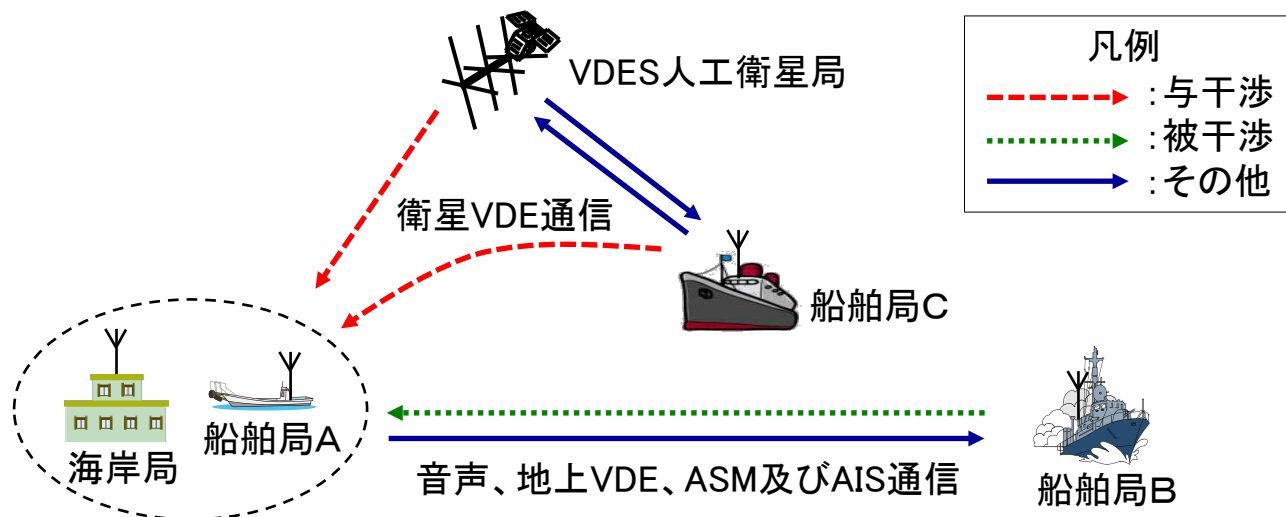 VDES人工衛星局
凡例
:与干渉
:被干渉
:その他
衛星VDE通信
船舶局C
海岸局
船舶局A
音声、地上VDE、ASM及びAIS通信
船舶局B